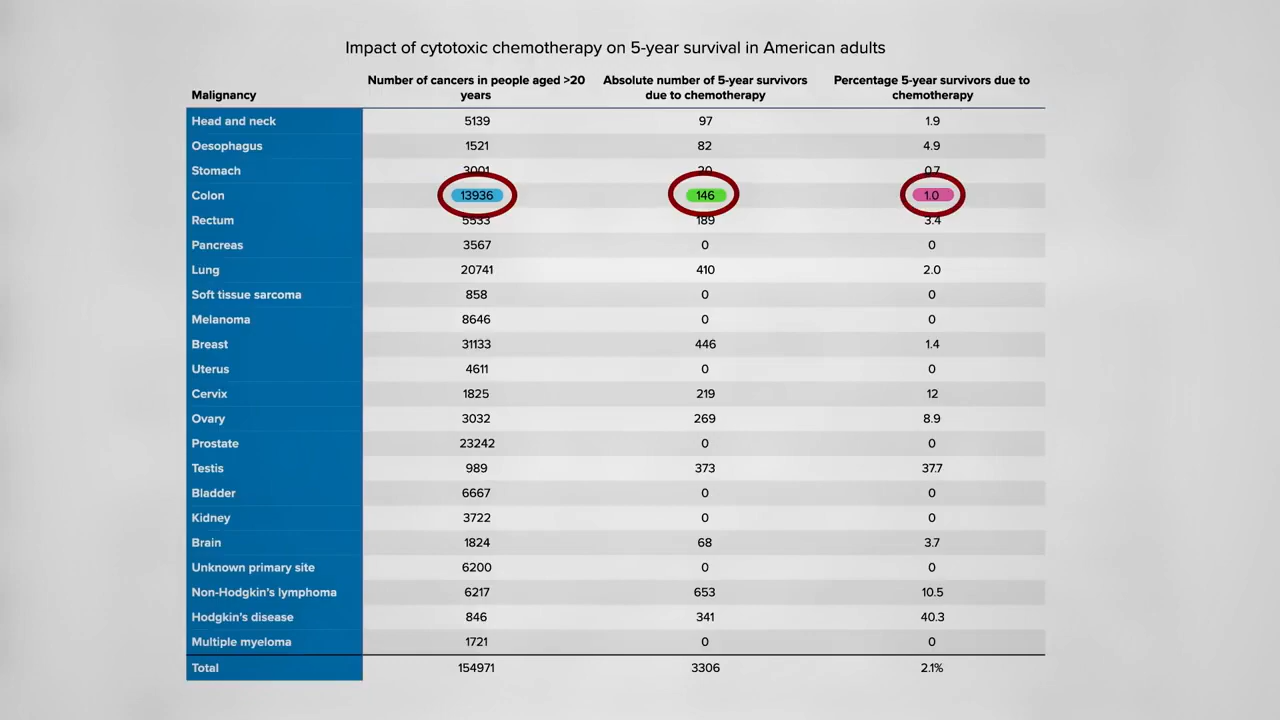 Impact of cytotoxic chemotherapy on 5-year survival in American adults
Malignancy Number of cancers in people aged >20 years Absolute number of 5-year survivors due to chemotherapy Percentage 5-year survivors due to chemotherapy
Head and neck 5139 97 1.9
Oesophagus 1521 82 4.9
Stomach 3001 20 0.7
Colon 13936 146 1.0
Rectum 5533 189 3.4
Pancreas 3567 0 0
Lung 20741 410 2.0
Soft tissue sarcoma 858 0 0
Melanoma 8646 0 0
Breast 31133 446 1.4
Uterus 4611 0 0
Cervix 1825 219 12
Ovary 3032 269 8.9
Prostate 23242 0 0
Testis 989 373 37.7
Bladder 6667 0 0
Kidney 3722 0 0
Brain 1824 68 3.7
Unknown primary site 6200 0 0
Non-Hodgkin's lymphoma 6217 653 10.5
Hodgkin's disease 846 341 40.3
Multiple myeloma 1721 0 0
Total 154971 3306 2.1%